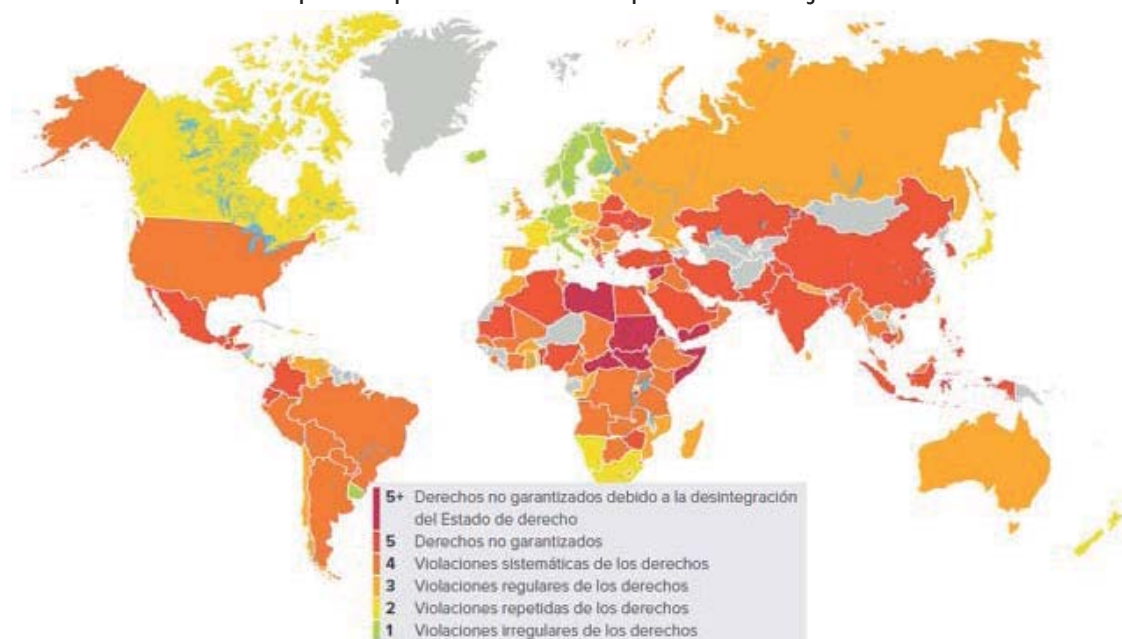 5+ Derechos no garantizados debido a la desintegración
del Estado de derecho
5 Derechos no garantizados
4 Violaciones sistemáticas de los derechos
3 Violaciones regulares de los derechos
2 Violaciones repetidas de los derechos
1 Violaciones irregulares de los derechos